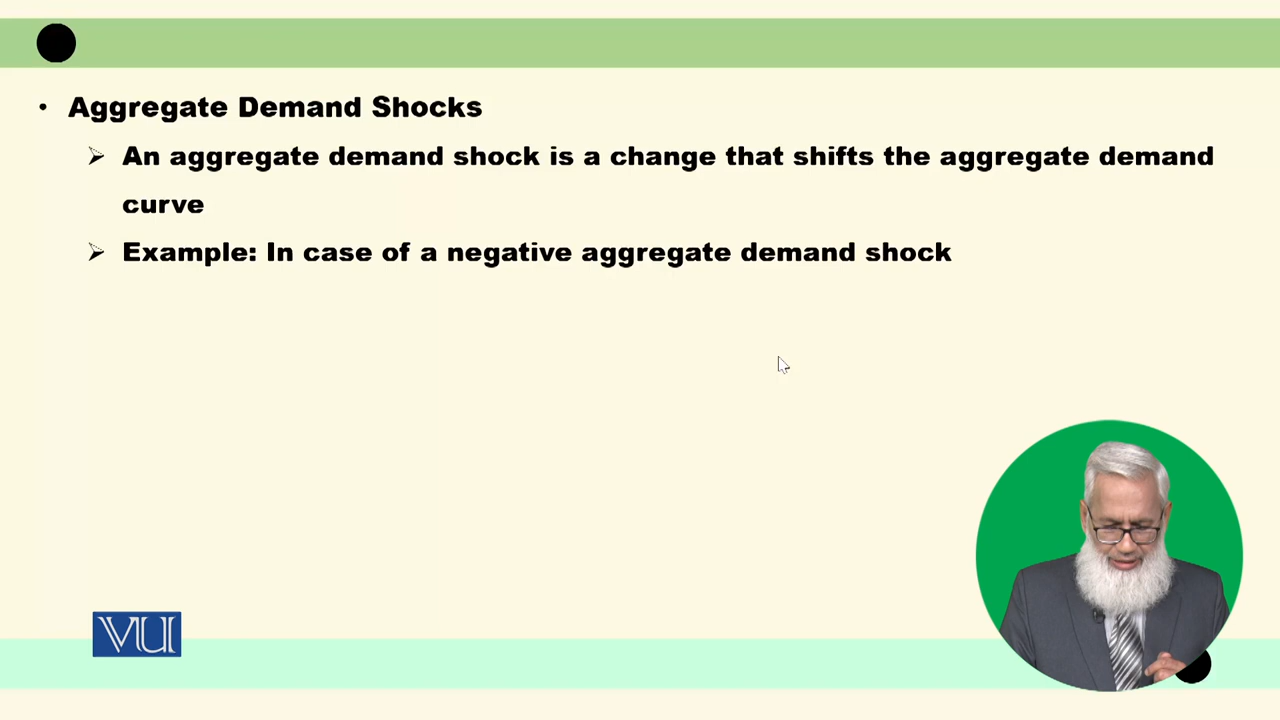 • Aggregate Demand Shocks
➢ An aggregate demand shock is a change that shifts the aggregate demand
curve
➢ Example: In case of a negative aggregate demand shock
VU